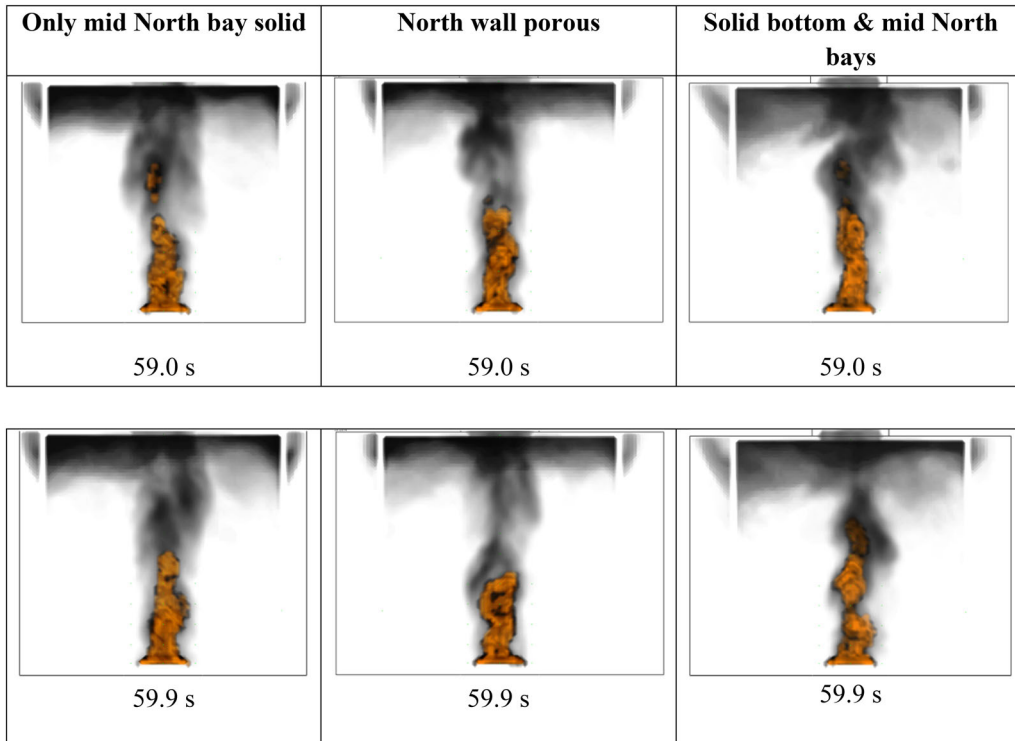 Only mid North bay solid
North wall porous
Solid bottom & mid North
bays
59.0 s
59.0 s
59.0 s
59.9 s
59.9 s
59.9 s